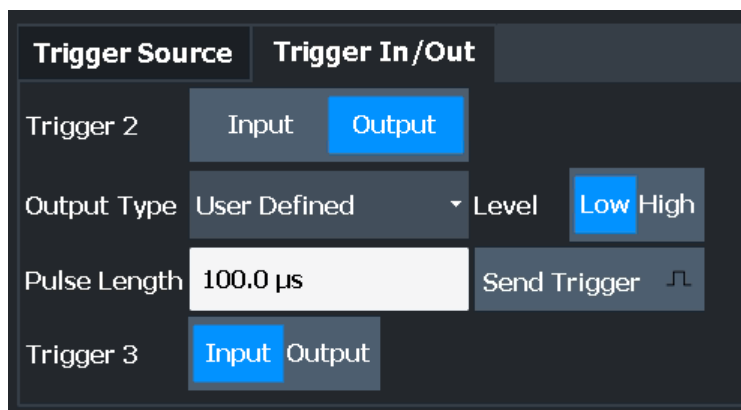 Trigger Source Trigger In/Out
Trigger 2 Input Output
Output Type User Defined Level Low High
Pulse Length 100.0 µs Send Trigger
Trigger 3 Input Output